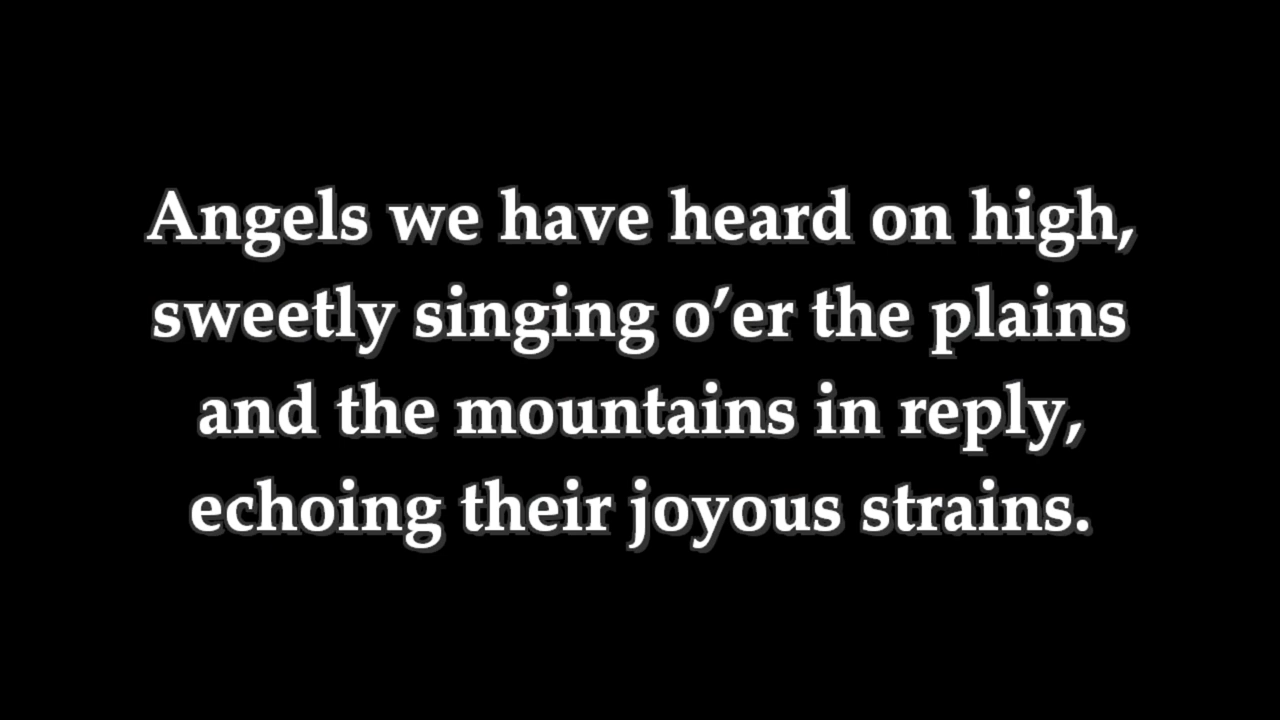 Angels we have heard on high,
sweetly singing o’er the plains
and the mountains in reply,
echoing their joyous strains.